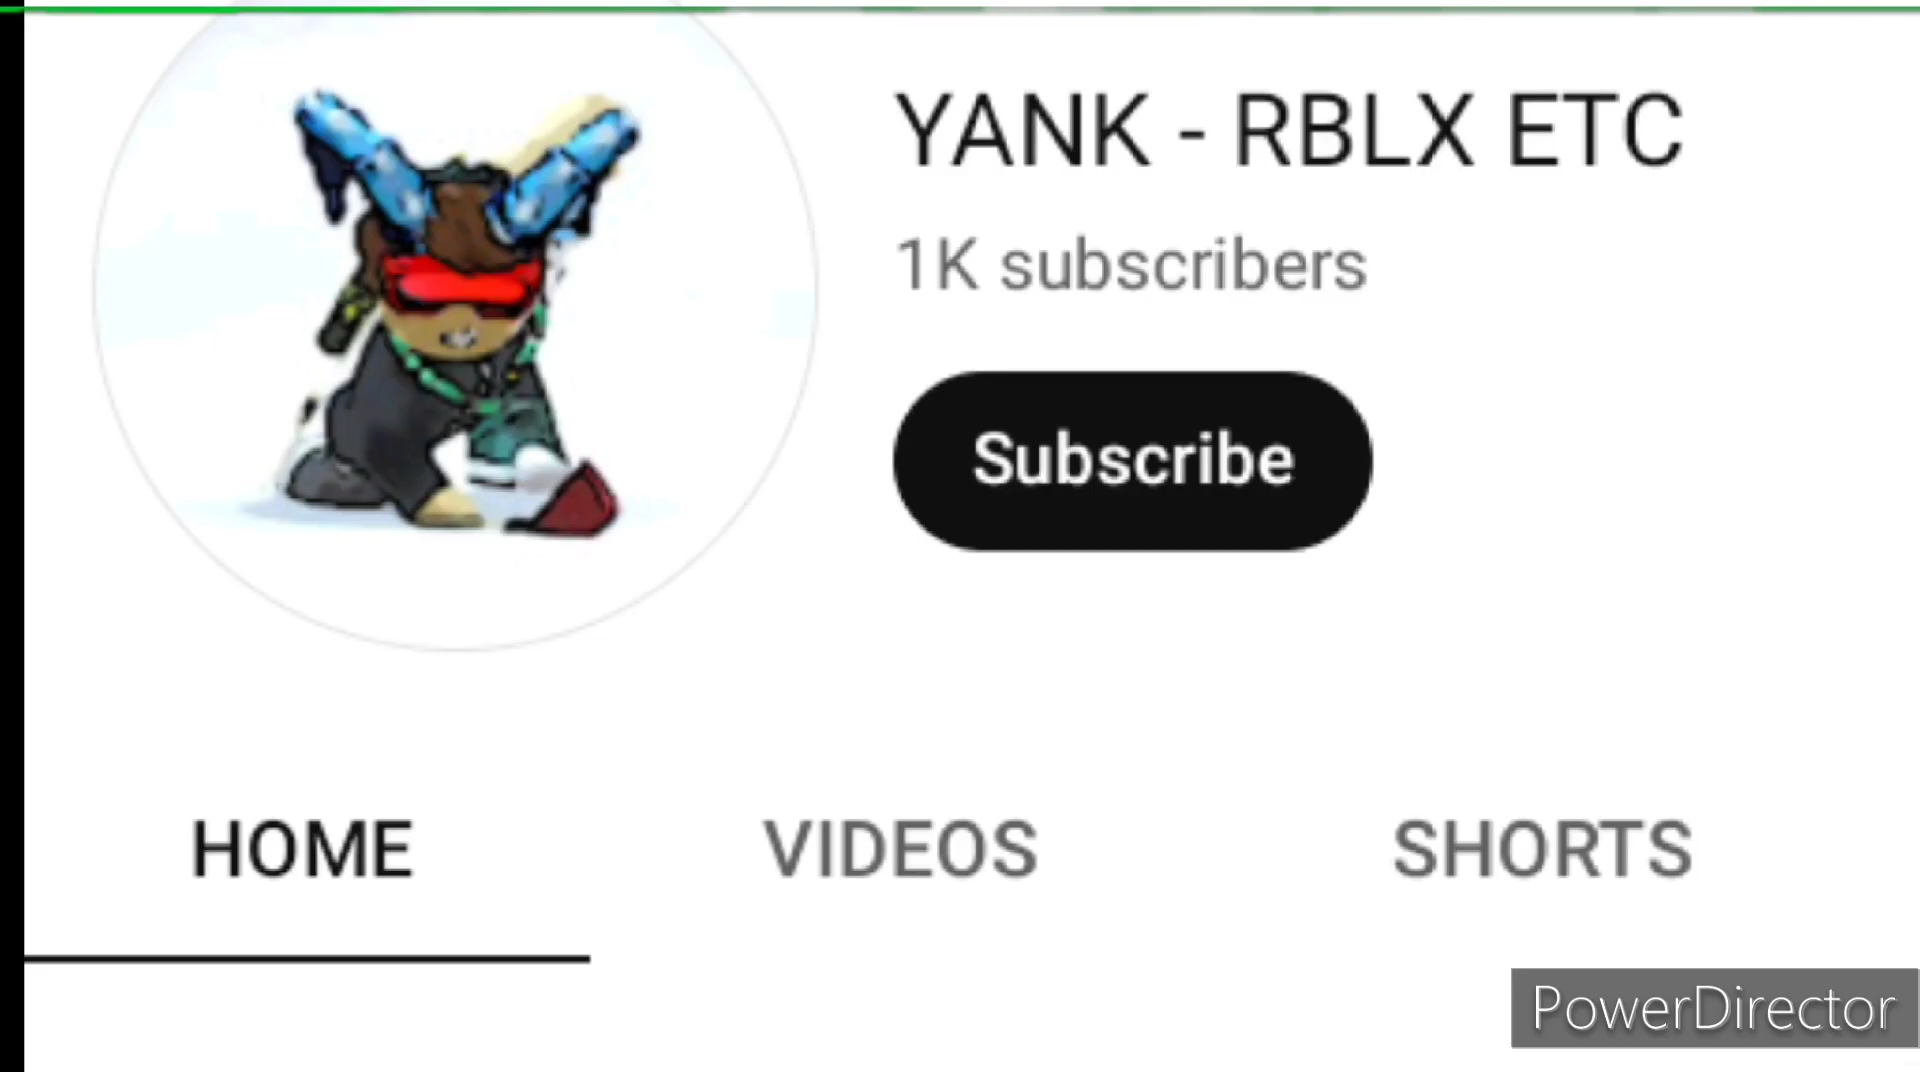 YANK - RBLX ETC
1K subscribers
Subscribe
HOME VIDEOS SHORTS
PowerDirector